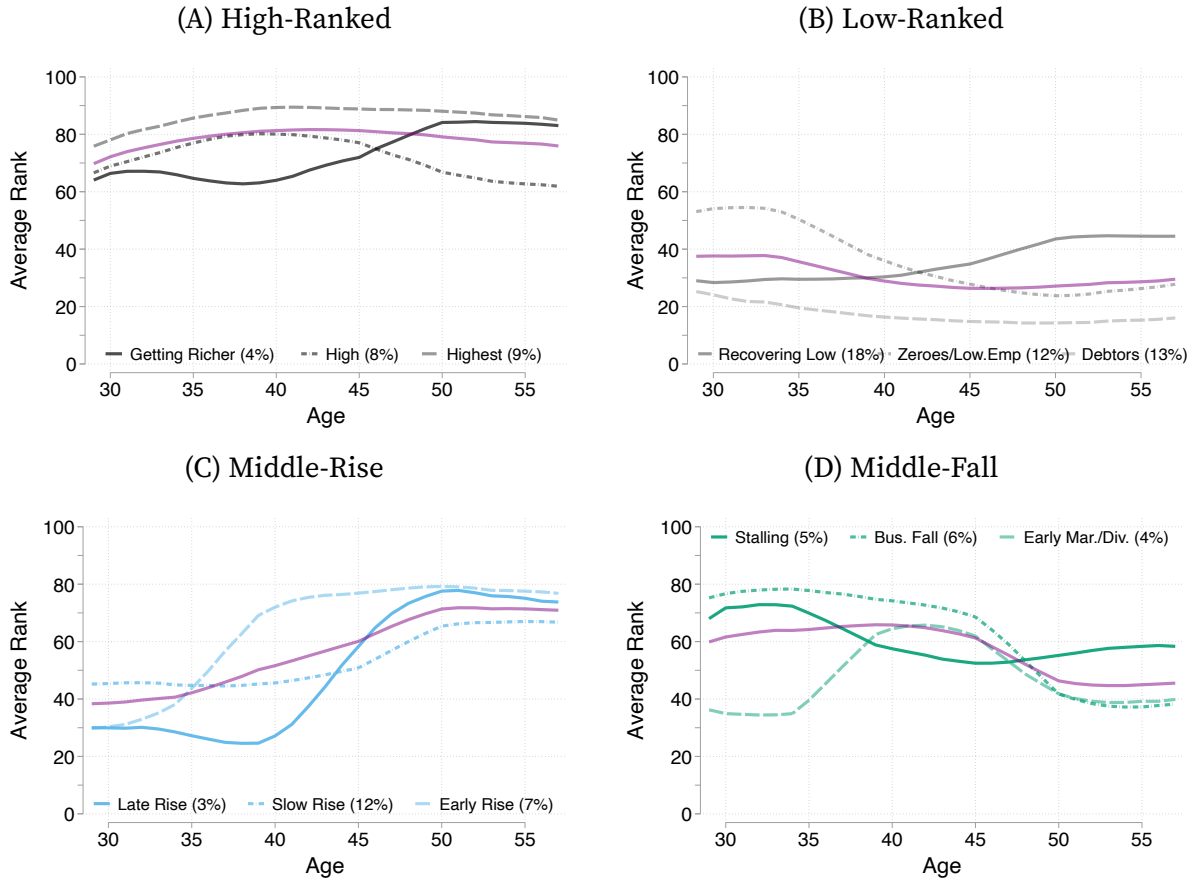 (A) High-Ranked
100
80
60
40
20
0
Average Rank
Getting Richer (4%) High (8%) Highest (9%)
30 35 40 45 50 55
Age
(B) Low-Ranked
100
80
60
40
20
0
Average Rank
Recovering Low (18%) Zeroes/Low.Emp (12%) Debtors (13%)
30 35 40 45 50 55
Age
(C) Middle-Rise
100
80
60
40
20
0
Average Rank
Late Rise (3%) Slow Rise (12%) Early Rise (7%)
30 35 40 45 50 55
Age
(D) Middle-Fall
Stalling (5%) Bus. Fall (6%) Early Mar./Div. (4%)
100
80
60
40
20
0
Average Rank
30 35 40 45 50 55
Age